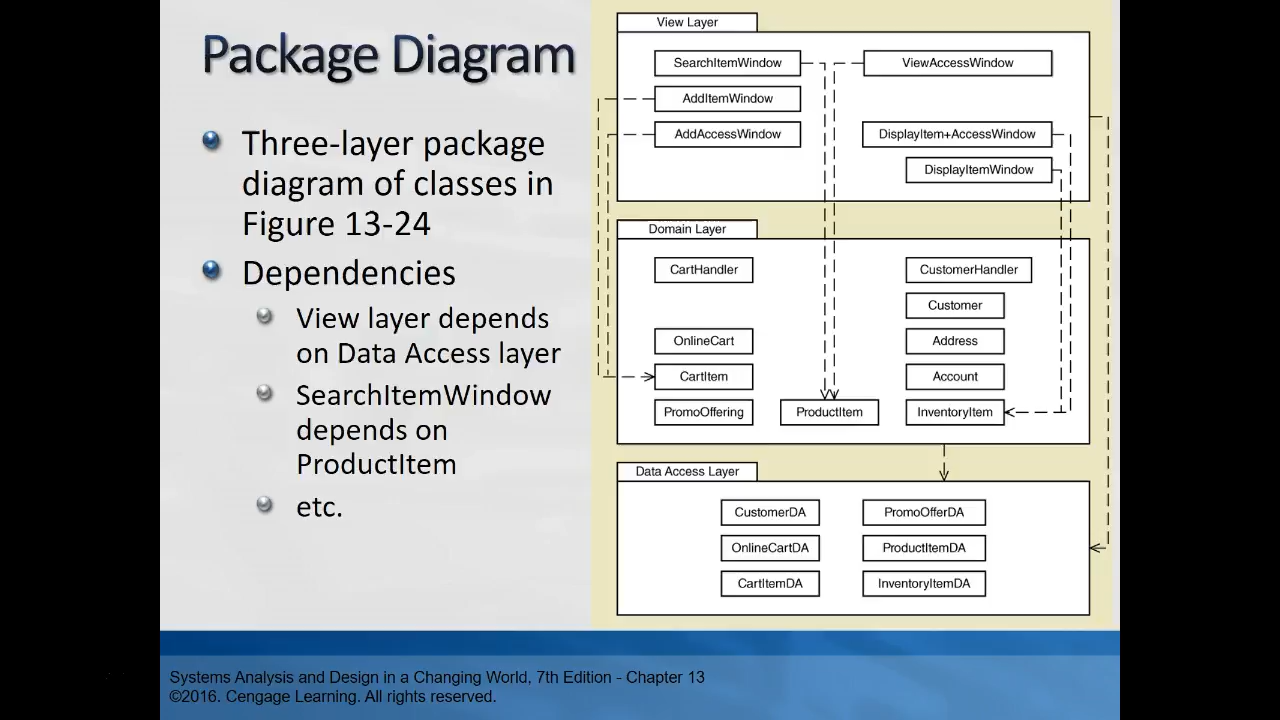 Package Diagram
Three-layer package
diagram of classes in
Figure 13-24
Dependencies
View layer depends
on Data Access layer
SearchItemWindow
depends on
ProductItem
etc.
View Layer
SearchItemWindow
ViewAccessWindow
AddItemWindow
AddAccessWindow
DisplayItem+AccessWindow
DisplayItemWindow
Domain Layer
CartHandler
CustomerHandler
Customer
OnlineCart
Address
CartItem
Account
PromoOffering
ProductItem
InventoryItem
Data Access Layer
CustomerDA
PromoOfferDA
OnlineCartDA
ProductItemDA
CartItemDA
InventoryItemDA
Systems Analysis and Design in a Changing World, 7th Edition - Chapter 13
©2016. Cengage Learning. All rights reserved.